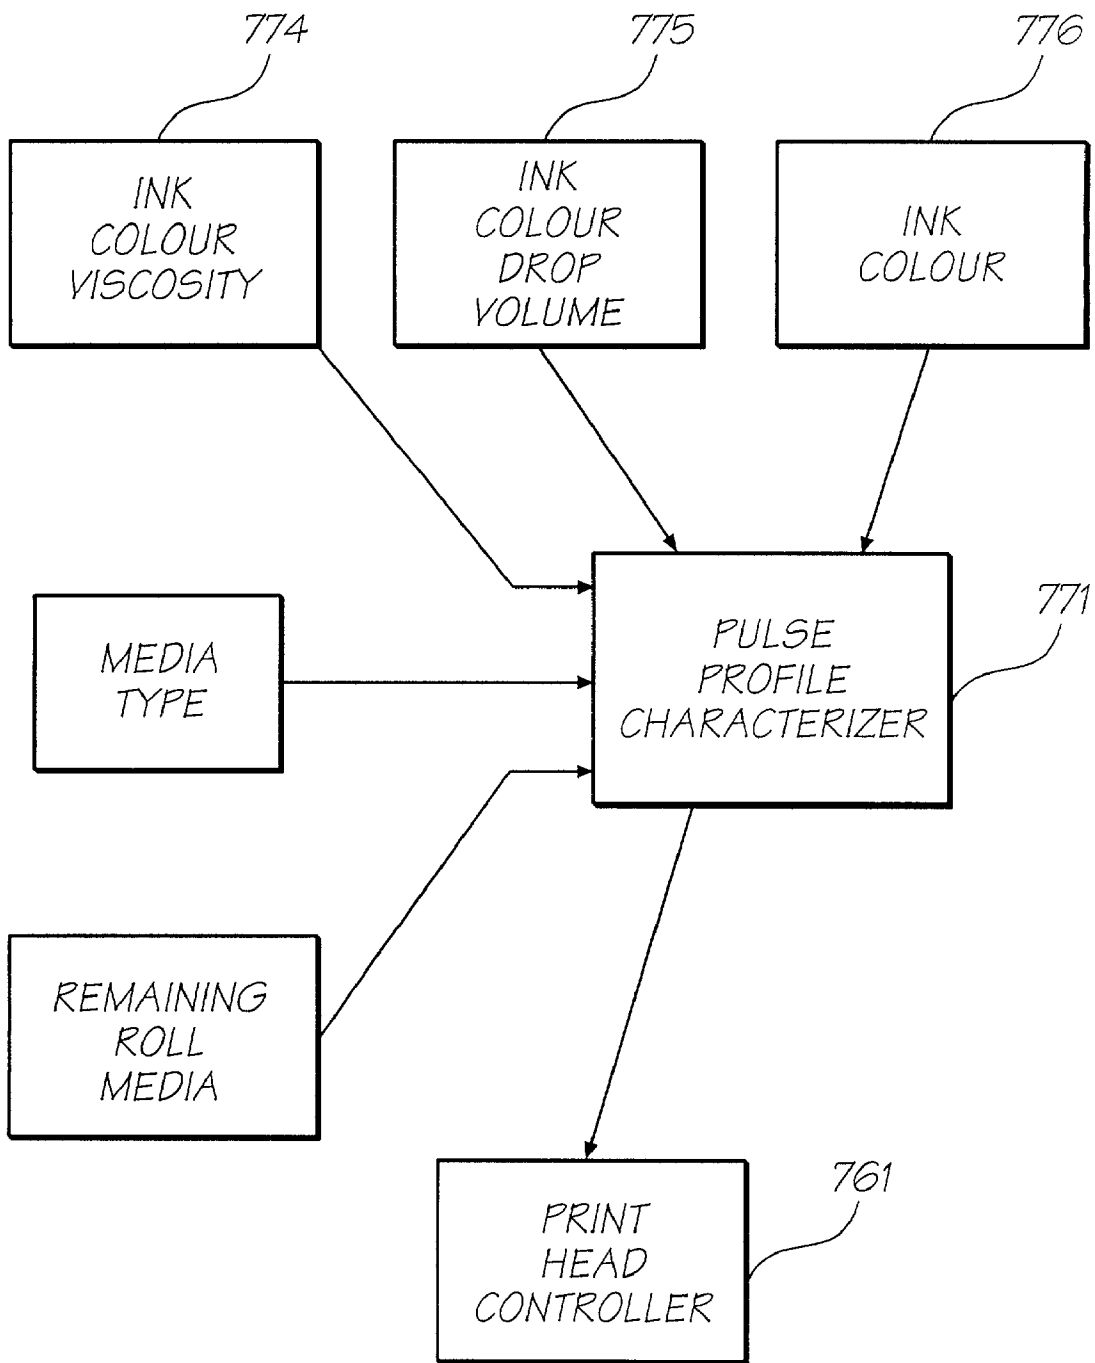 774
775
776
INK
COLOUR
VISCOSITY
INK
COLOUR
DROP
VOLUME
INK
COLOUR
771
MEDIA
TYPE
PULSE
PROFILE
CHARACTERIZER
REMAINING
ROLL
MEDIA
761
PRINT
HEAD
CONTROLLER